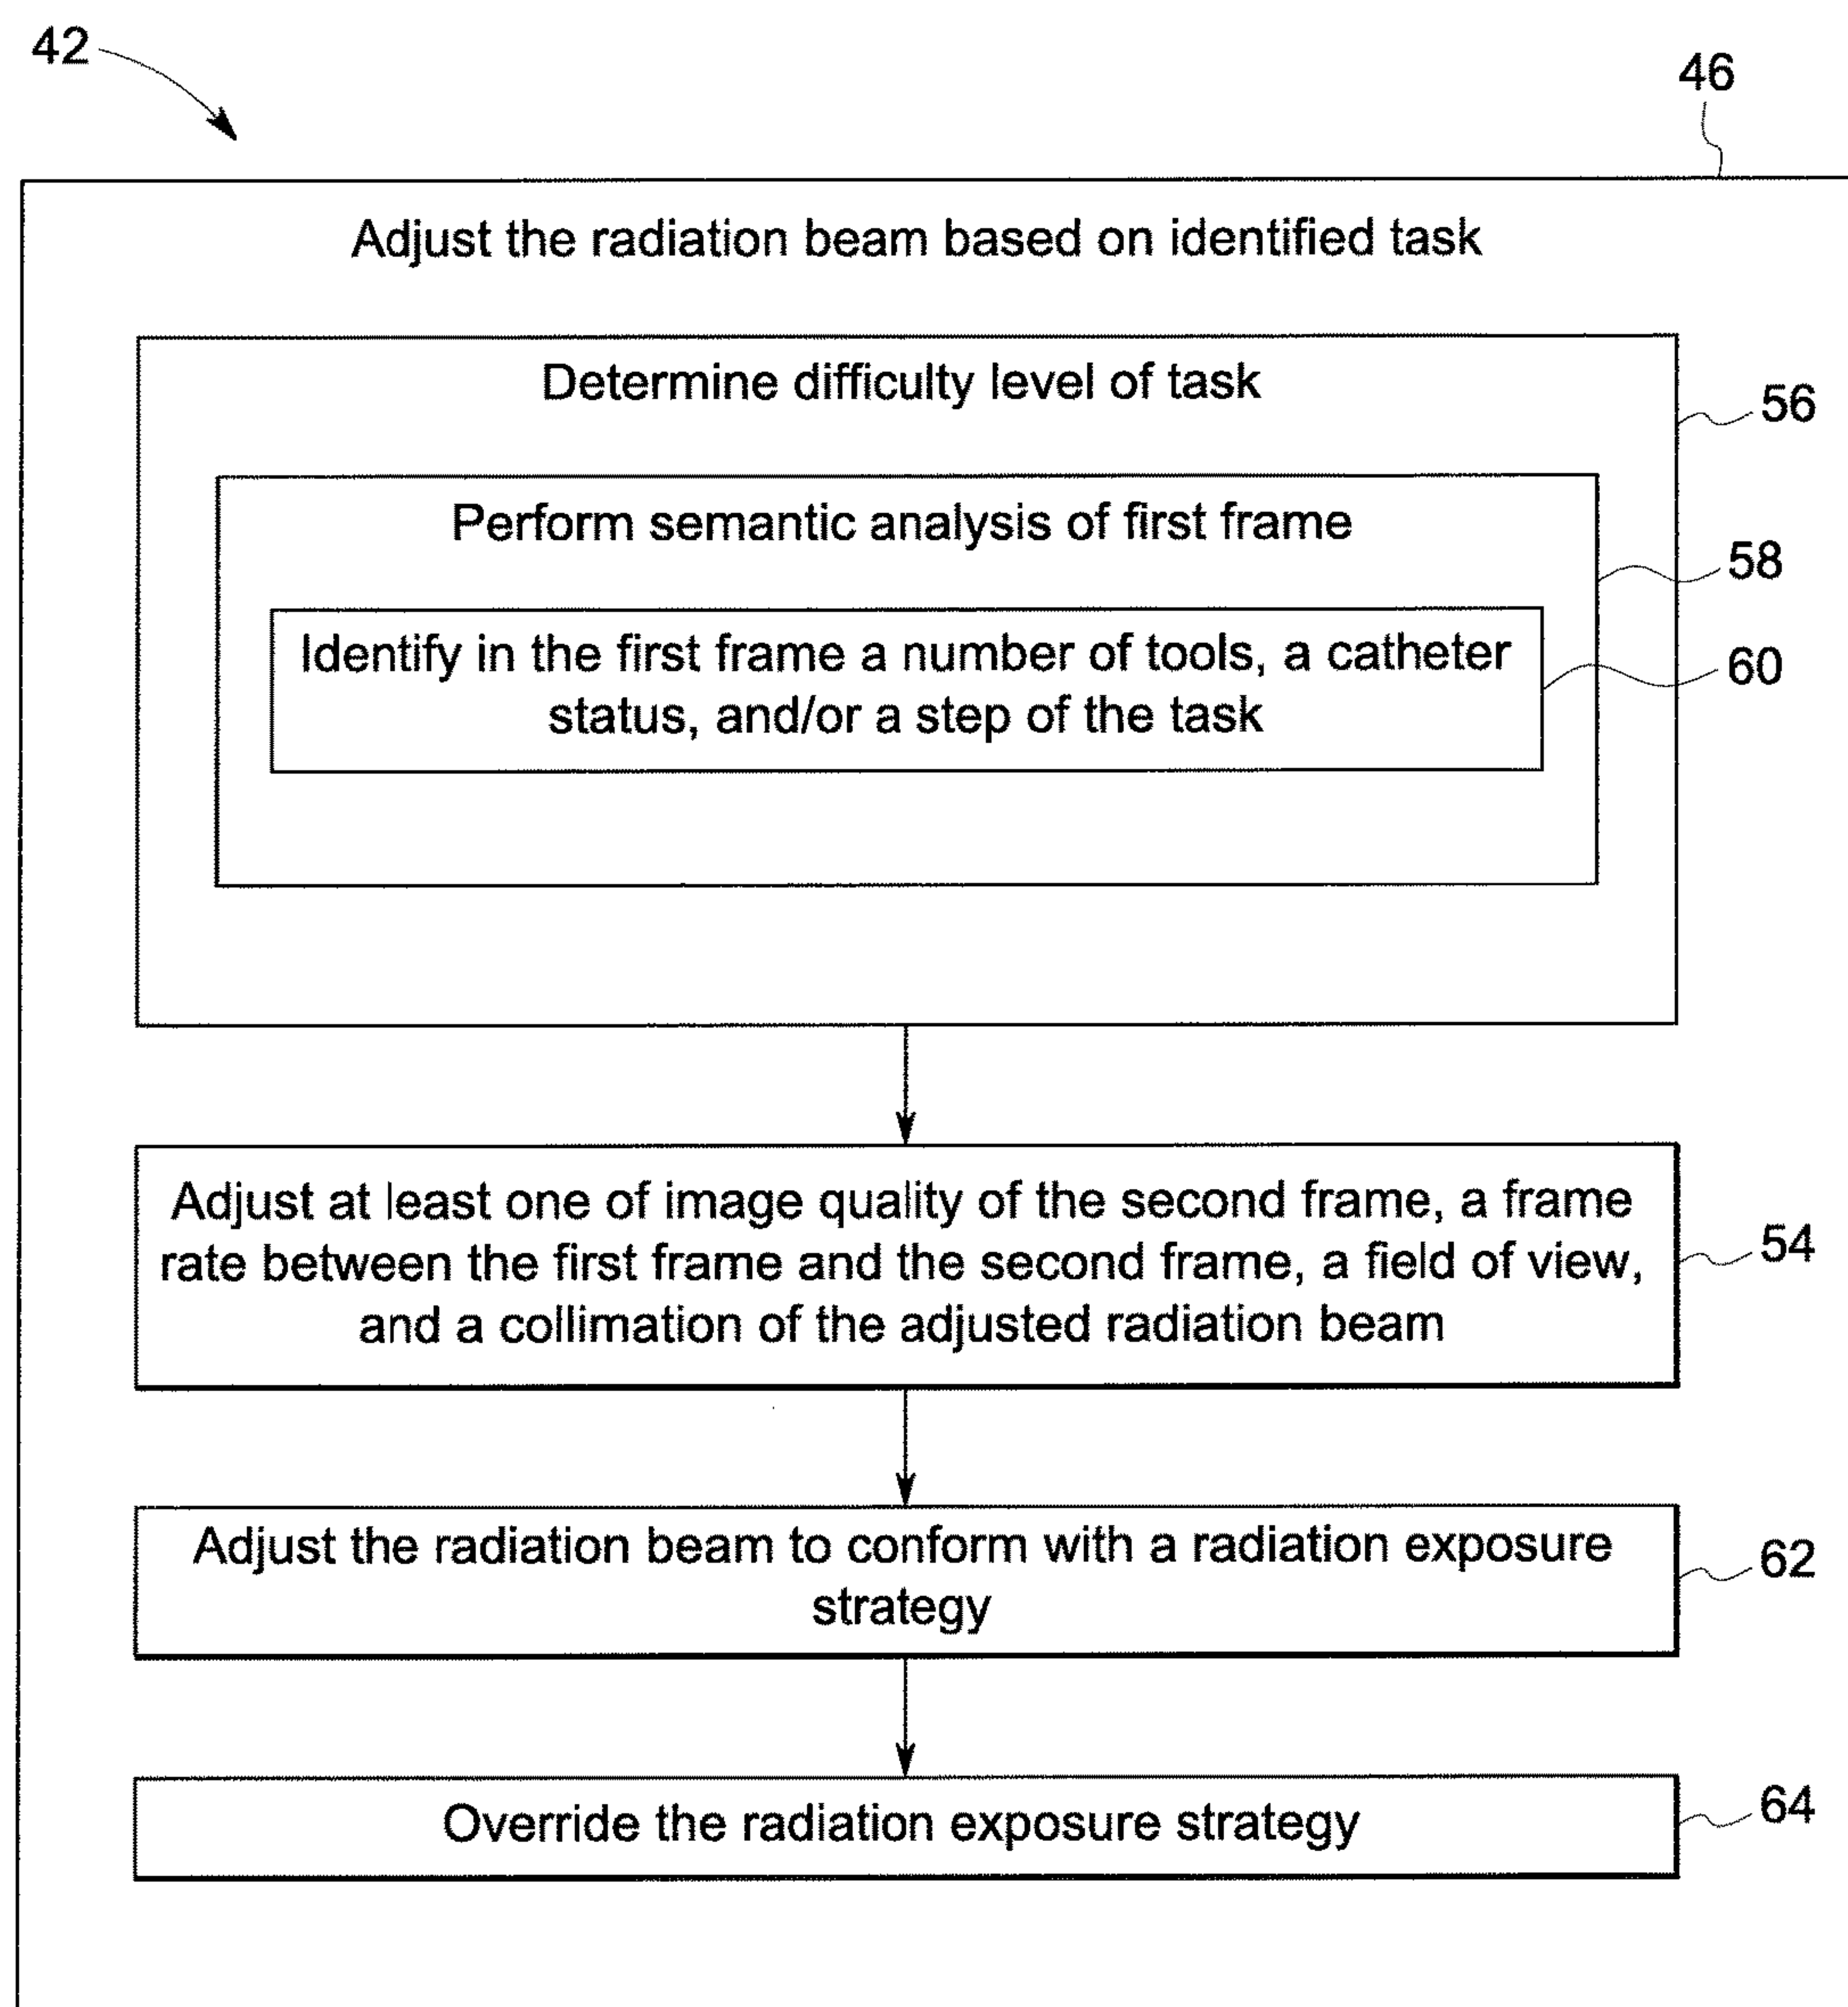 42
46
Adjust the radiation beam based on identified task
Determine difficulty level of task
56
Perform semantic analysis of first frame
58
Identify in the first frame a number of tools, a catheter
status, and/or a step of the task
60
Adjust at least one of image quality of the second frame, a frame
rate between the first frame and the second frame, a field of view,
and a collimation of the adjusted radiation beam
54
Adjust the radiation beam to conform with a radiation exposure
strategy
62
Override the radiation exposure strategy
64